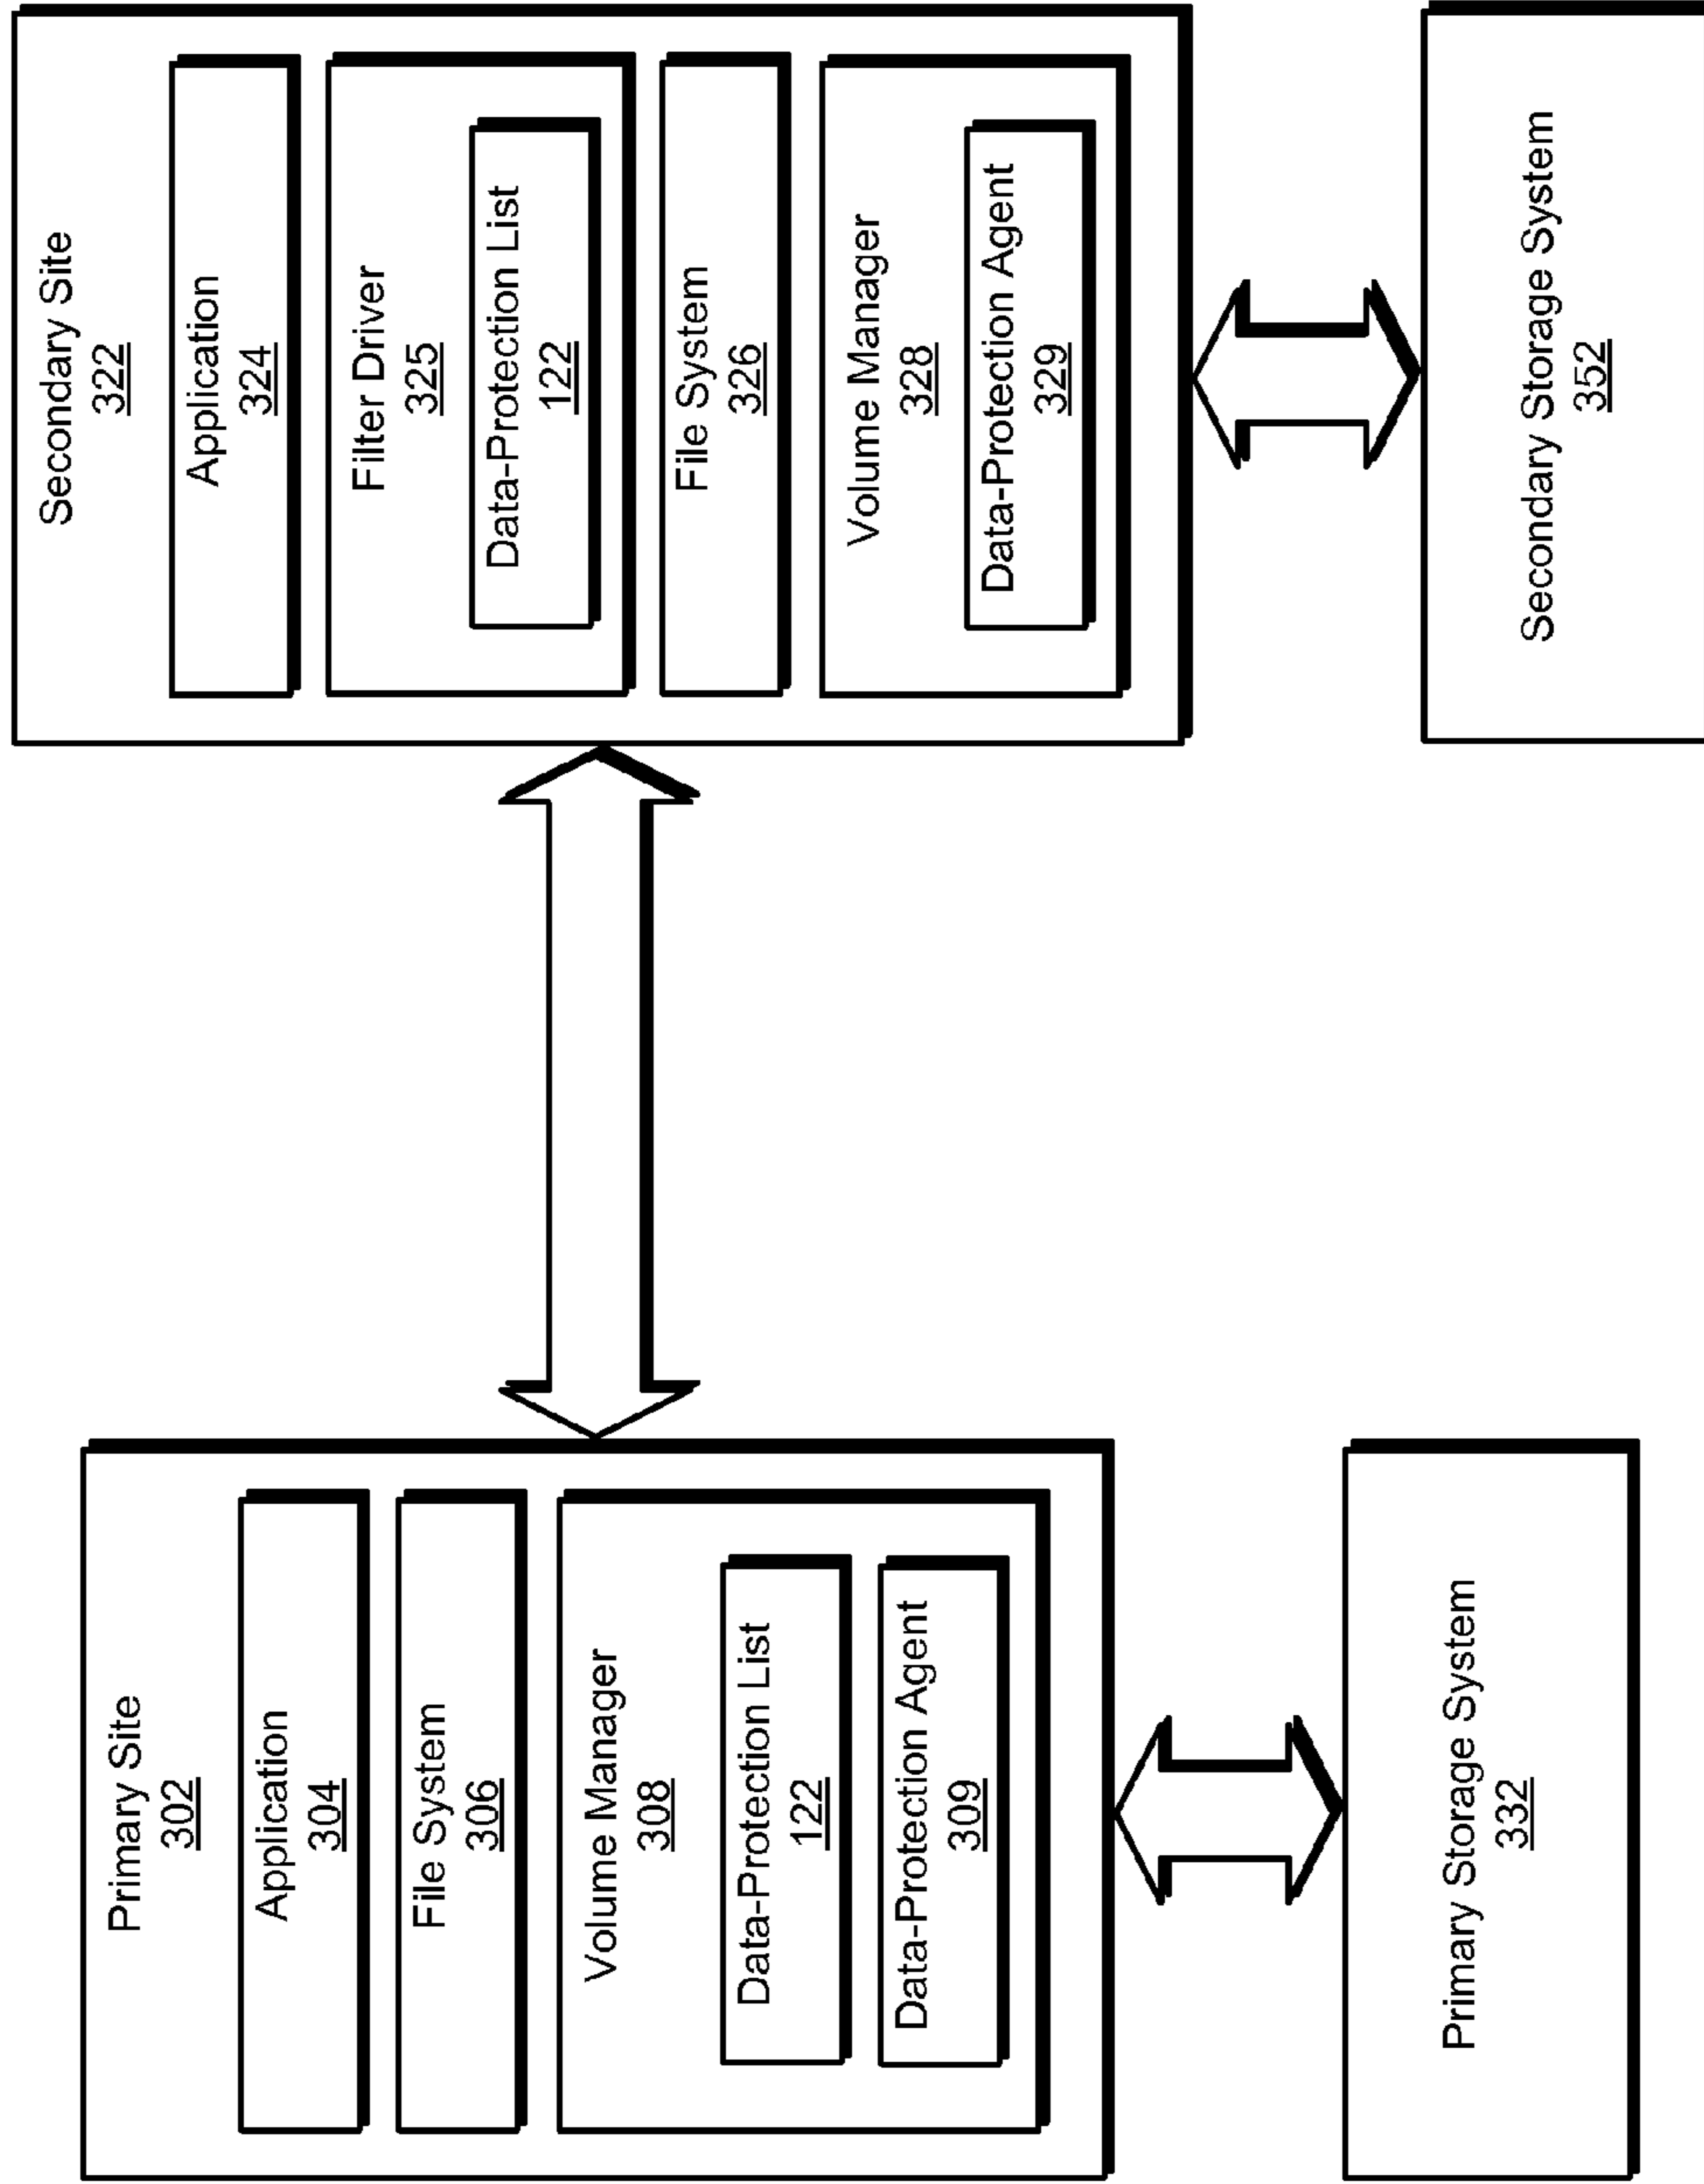 Primary Site
302
Application
304
File System
306
Volume Manager
308
Data-Protection List
122
Data-Protection Agent
309
Primary Storage System
332
Secondary Site
322
Application
324
Filter Driver
325
Data-Protection List
122
File System
326
Volume Manager
328
Data-Protection Agent
329
Secondary Storage System
352